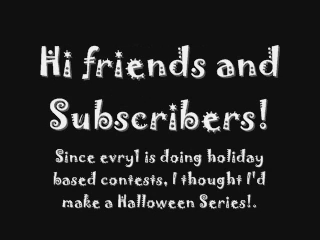 Hi friends and
Subscribers!
Since evry1 is doing holiday
based contests, I thought I'd
make a Halloween Series!.